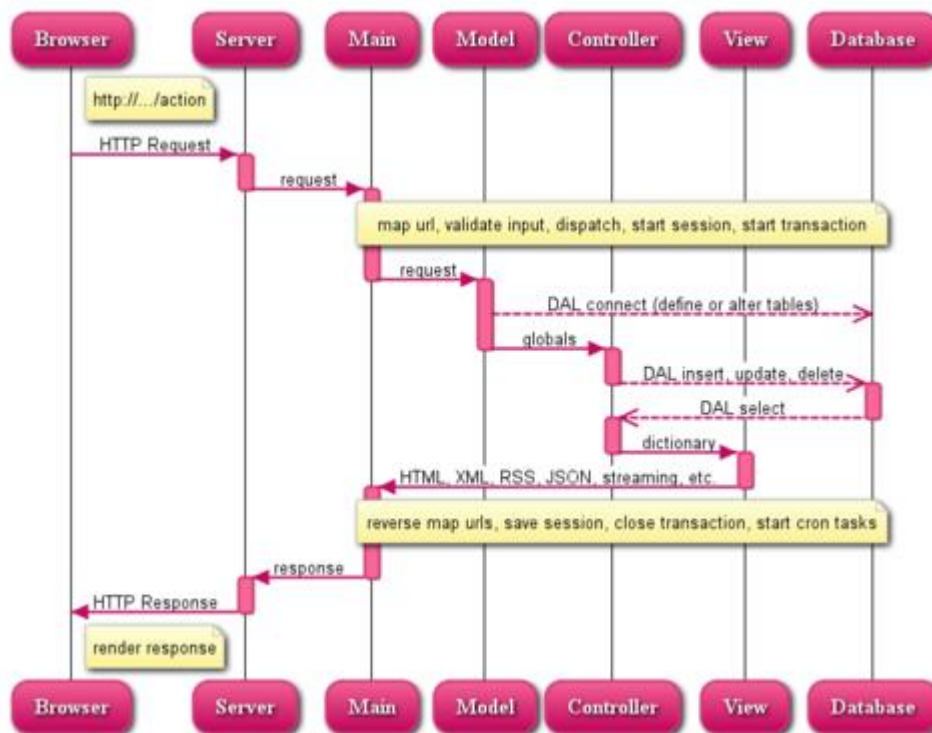 Browser Server Main Model Controller View Database
http://.../action
HTTP Request
request
map url, validate input, dispatch, start session, start transaction
request
DAL connect (define or alter tables)
globals
DAL insert, update, delete
DAL select
dictionary
HTML, XML, RSS, JSON, streaming, etc.
reverse map urls, save session, close transaction, start cron tasks
response
HTTP Response
render response
Browser Server Main Model Controller View Database